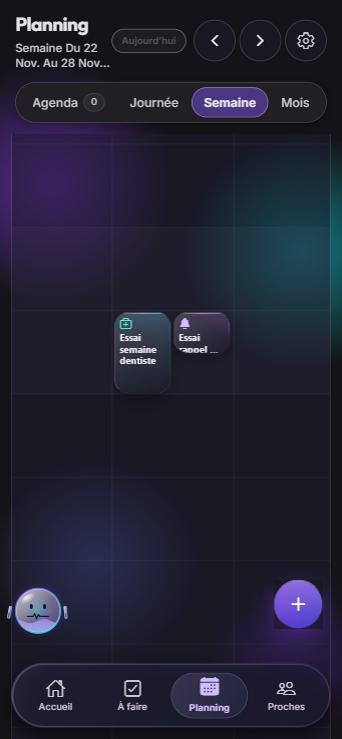 Planning
Semaine Du 22
Nov. Au 28 Nov...
Aujourd'hui
Agenda 0 Journée Semaine Mois
Essai
semaine
dentiste
Essai
rappel ...
Accueil À faire Planning Proches